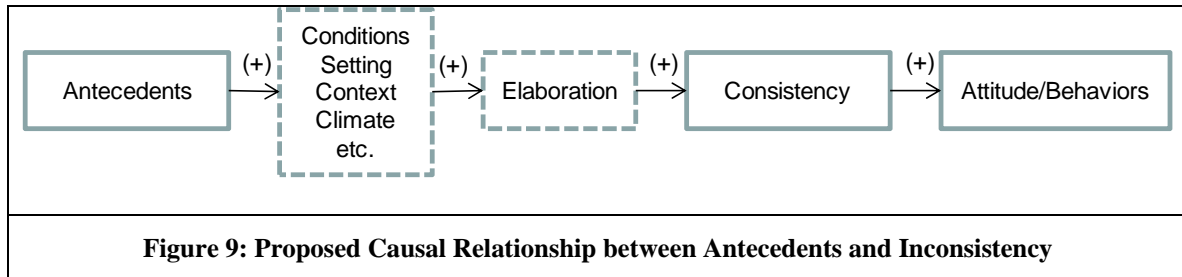 Antecedents
(+)
Conditions
Setting
Context
Climate
etc.
(+)
Elaboration
(+)
Consistency
(+)
Attitude/Behaviors
Figure 9: Proposed Causal Relationship between Antecedents and Inconsistency